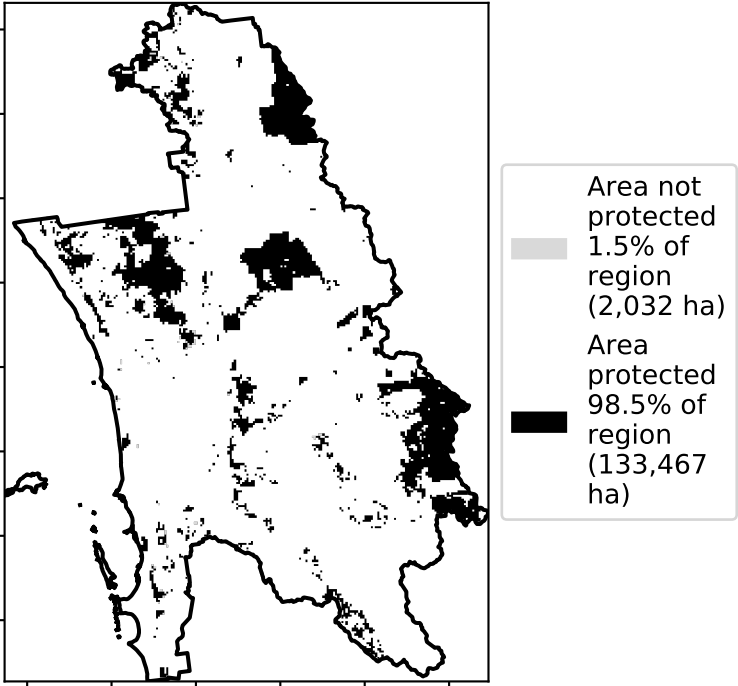 Area not
protected
1.5% of
region
(2,032 ha)
Area
protected
98.5% of
region
(133,467
ha)